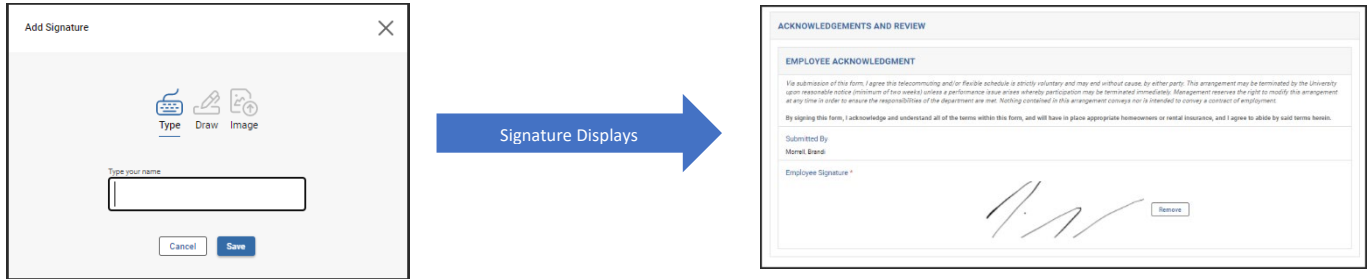 Add Signature
Type Draw Image
Type your name
Cancel Save
Signature Displays
ACKNOWLEDGEMENTS AND REVIEW
EMPLOYEE ACKNOWLEDGMENT
Via submission of this form, I agree this telecommuting and/or flexible schedule is strictly voluntary and may end without cause, by either party. This arrangement may be terminated by the University
upon reasonable notice (minimum of two weeks) unless a performance issue arises whereby participation may be terminated immediately. Management reserves the right to modify this arrangement
at any time in order to ensure the responsibilities of the department are met. Nothing contained in this arrangement conveys nor is intended to convey a contract of employment.
By signing this form, I acknowledge and understand all of the terms within this form, and will have in place appropriate homeowners or rental insurance, and I agree to abide by said terms herein.
Submitted By
Morrell, Brandi
Employee Signature *
Remove